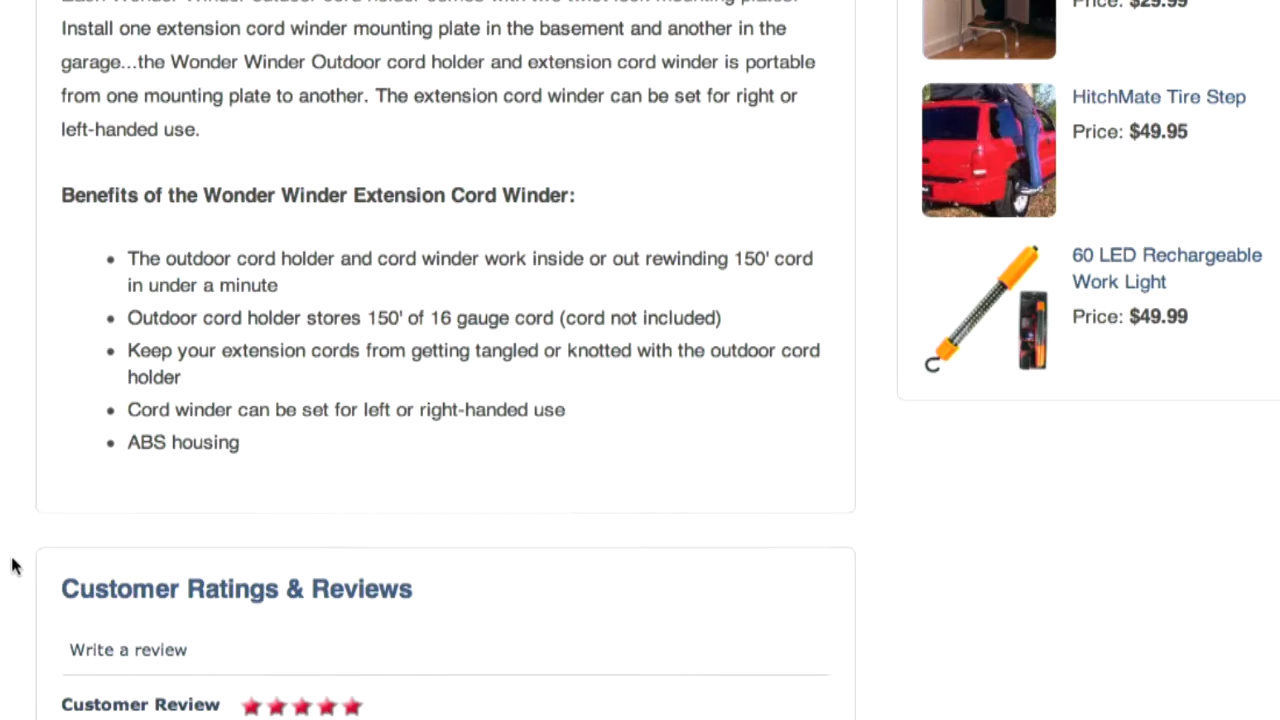 Install one extension cord winder mounting plate in the basement and another in the
garage...the Wonder Winder Outdoor cord holder and extension cord winder is portable
from one mounting plate to another. The extension cord winder can be set for right or
left-handed use.
Benefits of the Wonder Winder Extension Cord Winder:
• The outdoor cord holder and cord winder work inside or out rewinding 150' cord
in under a minute
• Outdoor cord holder stores 150' of 16 gauge cord (cord not included)
• Keep your extension cords from getting tangled or knotted with the outdoor cord
holder
• Cord winder can be set for left or right-handed use
• ABS housing
Customer Ratings & Reviews
Write a review
Customer Review
Price: $29.99
HitchMate Tire Step
Price: $49.95
60 LED Rechargeable
Work Light
Price: $49.99